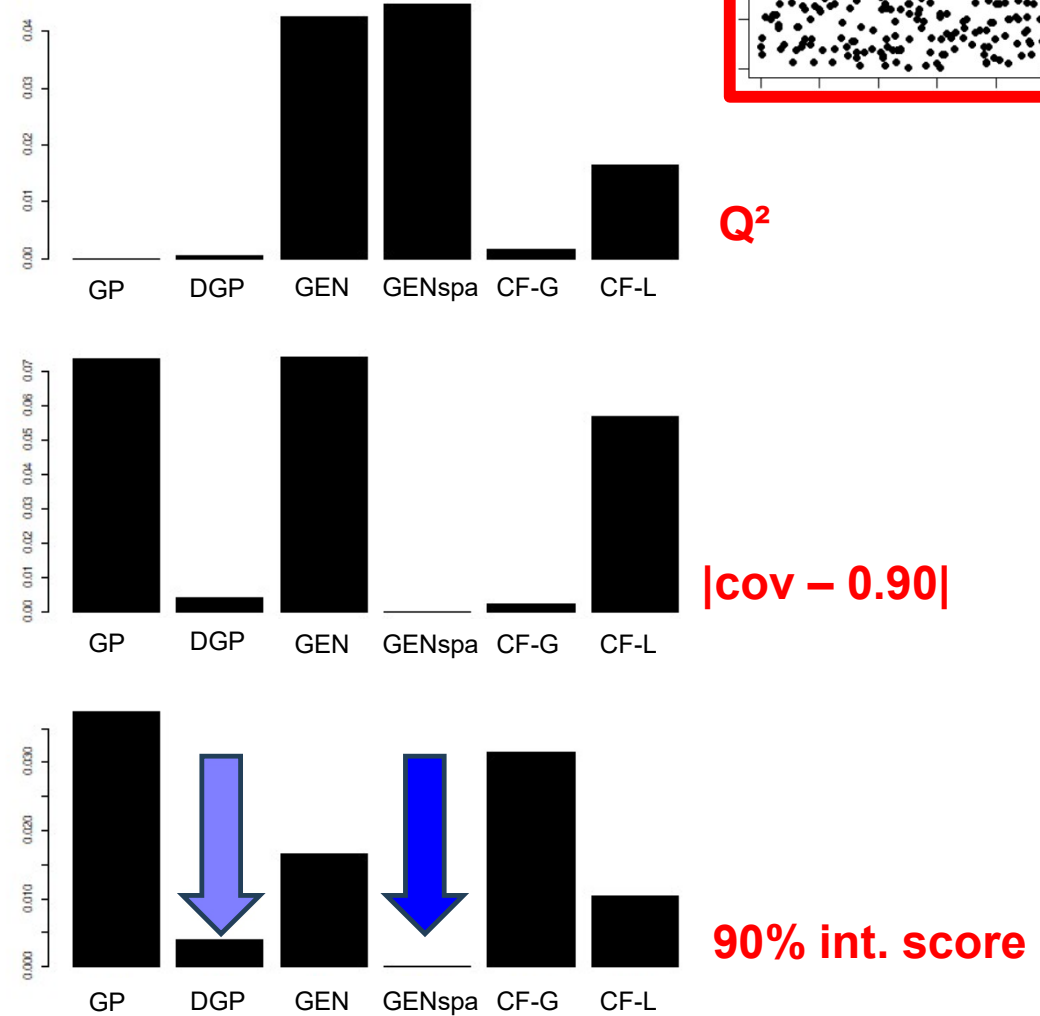 0.04
0.03
0.02
0.01
0.00
GP DGP GEN GENspa CF-G CF-L
Q²
0.07
0.06
0.05
0.04
0.03
0.02
0.01
0.00
GP DGP GEN GENspa CF-G CF-L
|cov – 0.90|
0.030
0.020
0.010
0.000
GP DGP GEN GENspa CF-G CF-L
90% int. score